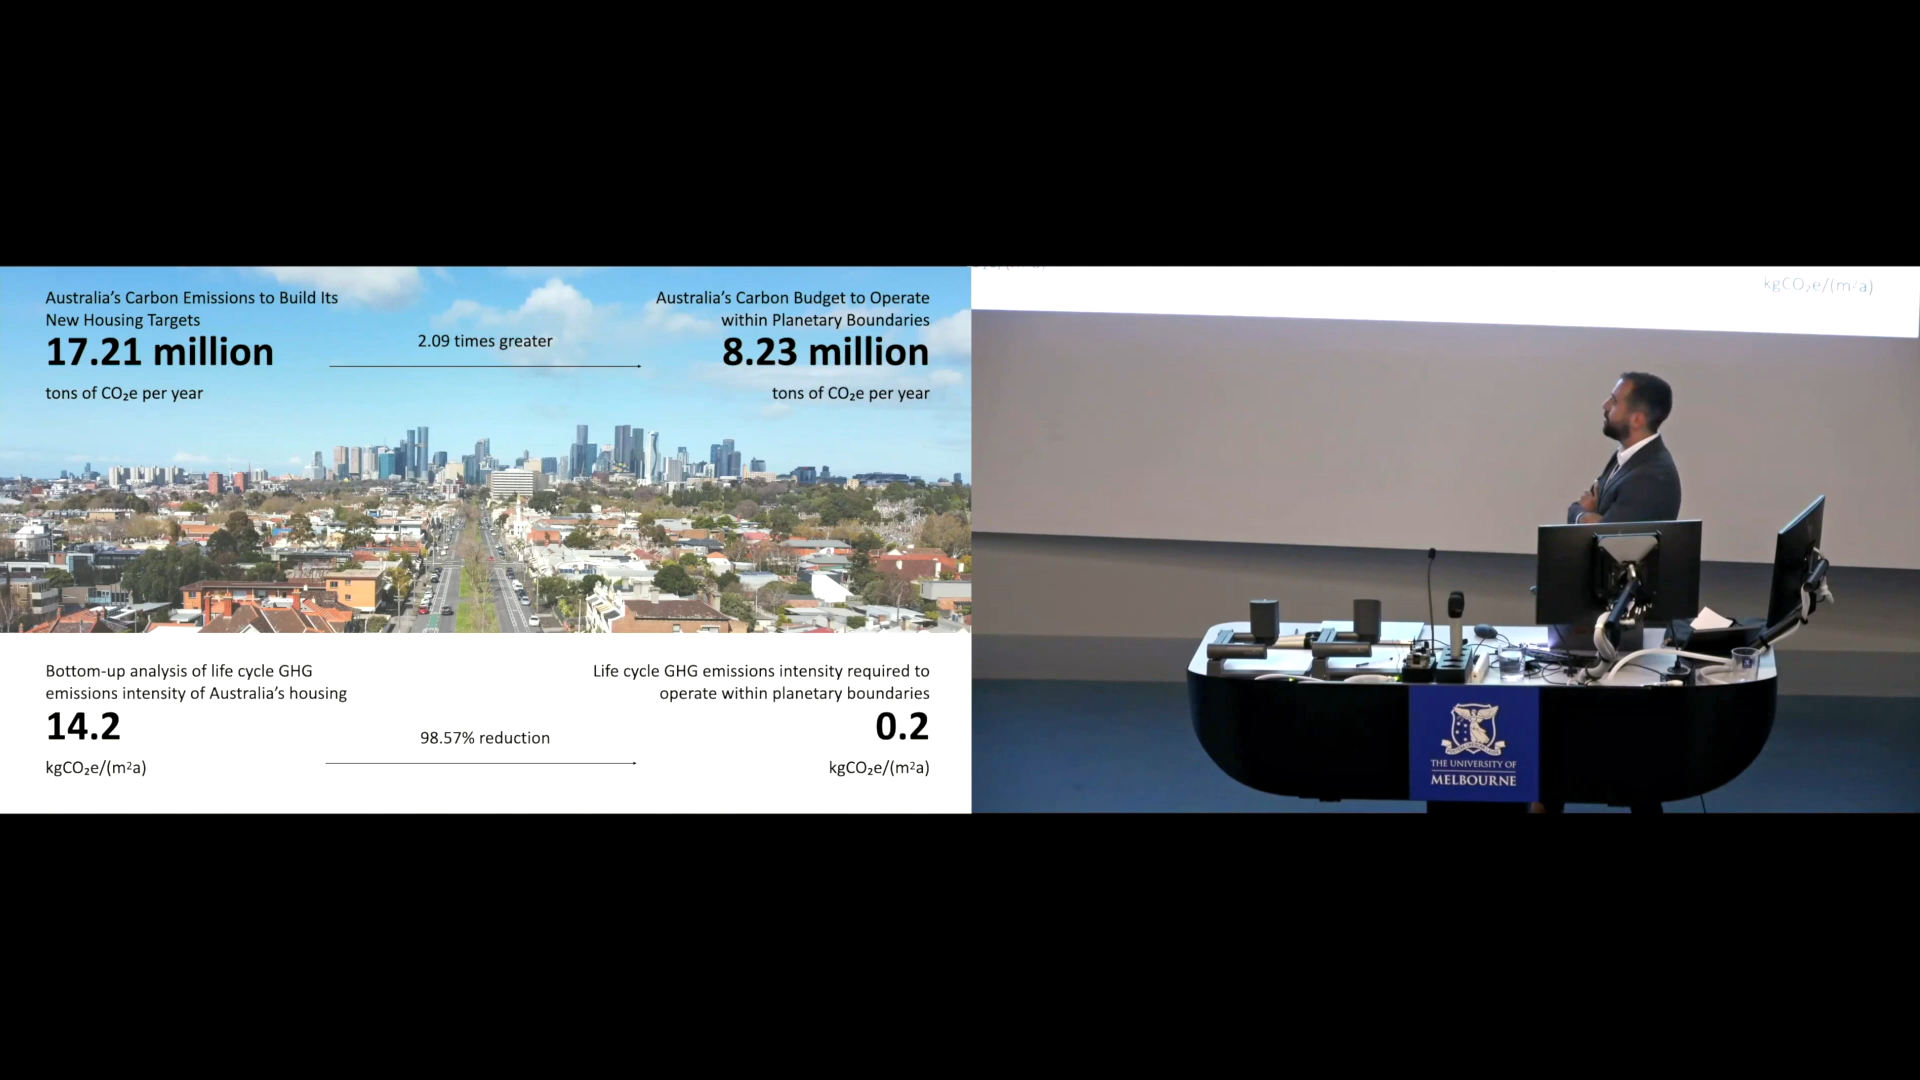 Australia's Carbon Emissions to Build Its
New Housing Targets
17.21 million
tons of CO₂e per year
2.09 times greater
Australia's Carbon Budget to Operate
within Planetary Boundaries
8.23 million
tons of CO₂e per year
Bottom-up analysis of life cycle GHG
emissions intensity of Australia's housing
14.2
kgCO₂e/(m²a)
98.57% reduction
Life cycle GHG emissions intensity required to
operate within planetary boundaries
0.2
kgCO₂e/(m²a)
kgCO₂e/(m²a)
THE UNIVERSITY OF
MELBOURNE